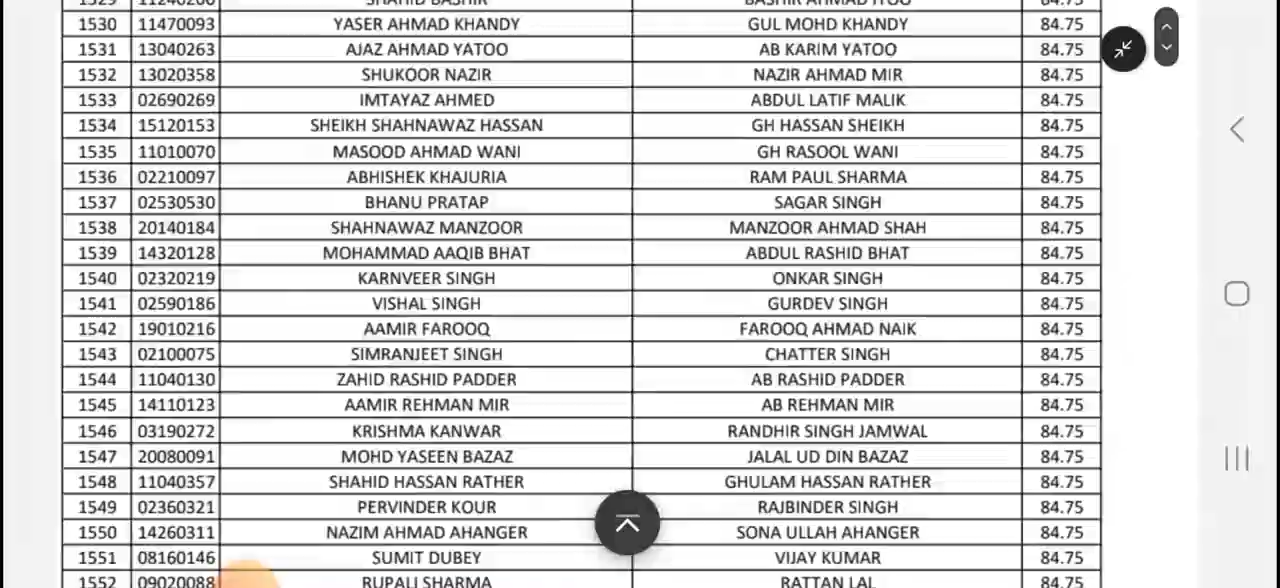 1530 11470093 YASER AHMAD KHANDY GUL MOHD KHANDY 84.75
1531 13040263 AJAZ AHMAD YATOO AB KARIM YATOO 84.75
1532 13020358 SHUKOOR NAZIR NAZIR AHMAD MIR 84.75
1533 02690269 IMTAYAZ AHMED ABDUL LATIF MALIK 84.75
1534 15120153 SHEIKH SHAHNAWAZ HASSAN GH HASSAN SHEIKH 84.75
1535 11010070 MASOOD AHMAD WANI GH RASOOL WANI 84.75
1536 02210097 ABHISHEK KHAJURIA RAM PAUL SHARMA 84.75
1537 02530530 BHANU PRATAP SAGAR SINGH 84.75
1538 20140184 SHAHNAWAZ MANZOOR MANZOOR AHMAD SHAH 84.75
1539 14320128 MOHAMMAD AAQIB BHAT ABDUL RASHID BHAT 84.75
1540 02320219 KARNVEER SINGH ONKAR SINGH 84.75
1541 02590186 VISHAL SINGH GURDEV SINGH 84.75
1542 19010216 AAMIR FAROOQ FAROOQ AHMAD NAIK 84.75
1543 02100075 SIMRANJEET SINGH CHATTER SINGH 84.75
1544 11040130 ZAHID RASHID PADDER AB RASHID PADDER 84.75
1545 14110123 AAMIR REHMAN MIR AB REHMAN MIR 84.75
1546 03190272 KRISHMA KANWAR RANDHIR SINGH JAMWAL 84.75
1547 20080091 MOHD YASEEN BAZAZ JALAL UD DIN BAZAZ 84.75
1548 11040357 SHAHID HASSAN RATHER GHULAM HASSAN RATHER 84.75
1549 02360321 PERVINDER KOUR RAJBINDER SINGH 84.75
1550 14260311 NAZIM AHMAD AHANGER SONA ULLAH AHANGER 84.75
1551 08160146 SUMIT DUBEY VIJAY KUMAR 84.75
1552 09020088 RUPALI SHARMA RATTAN LAL 84.75